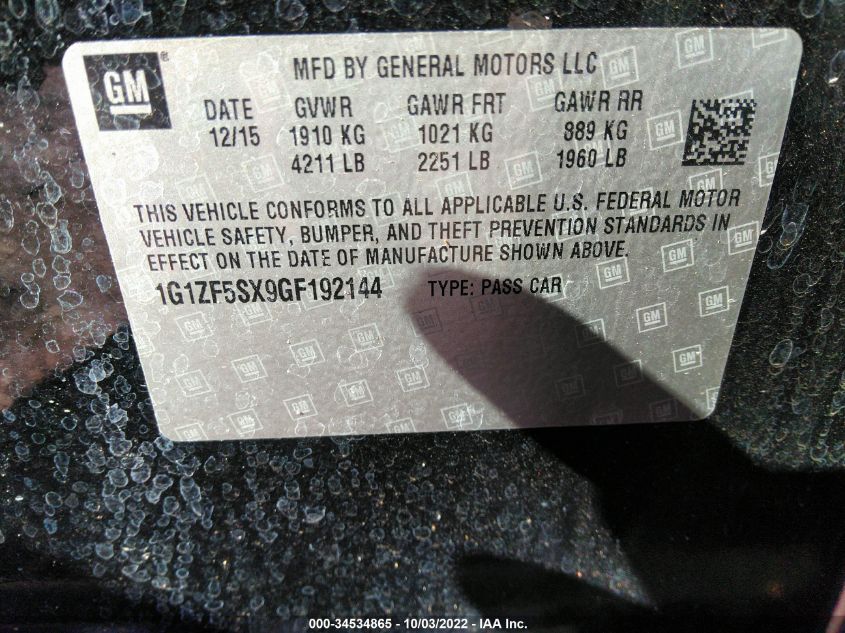 GM
MFD BY GENERAL MOTORS LLC
DATE GVWR GAWR FRT GAWR RR
12/15 1910 KG 1021 KG 889 KG
4211 LB 2251 LB 1960 LB
THIS VEHICLE CONFORMS TO ALL APPLICABLE U.S. FEDERAL MOTOR
VEHICLE SAFETY, BUMPER, AND THEFT PREVENTION STANDARDS IN
EFFECT ON THE DATE OF MANUFACTURE SHOWN ABOVE.
1G1ZF5SX9GF192144 TYPE: PASS CAR
000-34534865 - 10/03/2022 - IAA Inc.